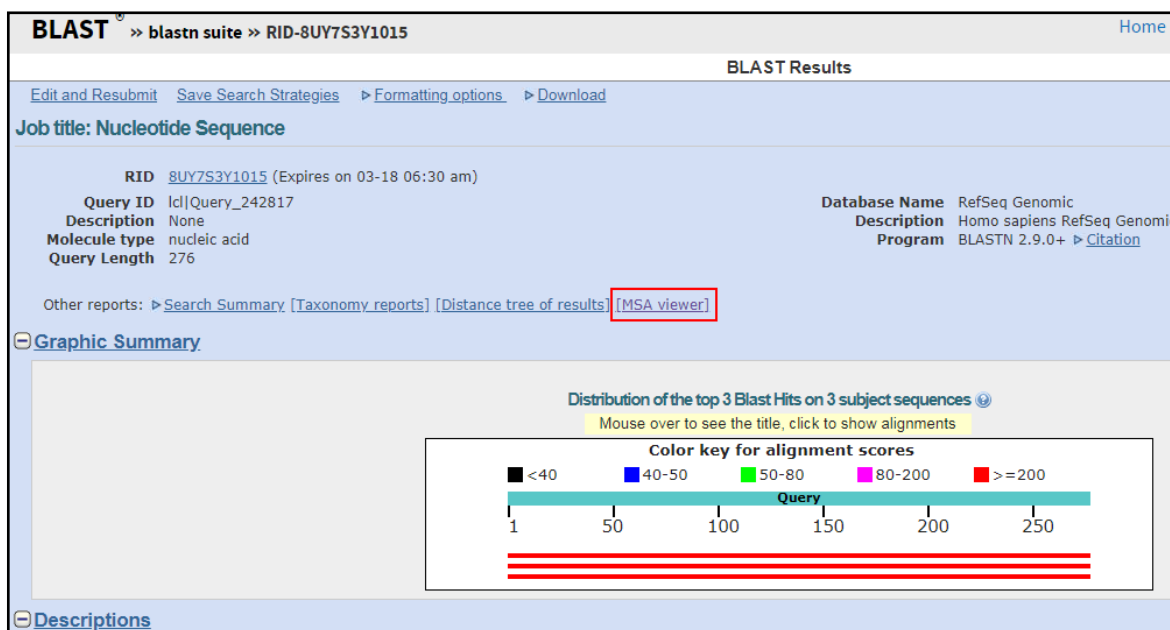 BLAST ® » blastn suite » RID-8UY7S3Y1015 Home
BLAST Results
Edit and Resubmit Save Search Strategies Formatting options Download
Job title: Nucleotide Sequence
RID 8UY7S3Y1015 (Expires on 03-18 06:30 am)
Query ID lcl|Query_242817 Database Name RefSeq Genomic
Description None Description Homo sapiens RefSeq Genomi
Molecule type nucleic acid Program BLASTN 2.9.0+ Citation
Query Length 276
Other reports: Search Summary [Taxonomy reports] [Distance tree of results] [MSA viewer]
Graphic Summary
Distribution of the top 3 Blast Hits on 3 subject sequences
Mouse over to see the title, click to show alignments
Color key for alignment scores
<40 40-50 50-80 80-200 >=200
Query
1 50 100 150 200 250
Descriptions